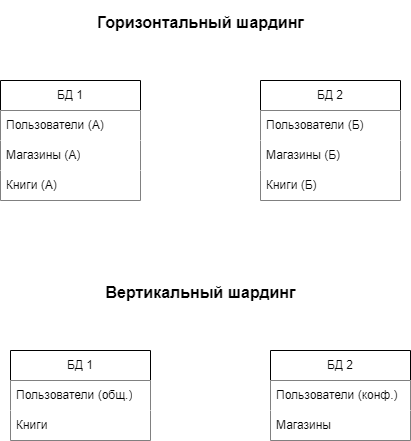 Горизонтальный шардинг
БД 1
БД 2
Пользователи (А)
Пользователи (Б)
Магазины (А)
Магазины (Б)
Книги (А)
Книги (Б)
Вертикальный шардинг
БД 1
БД 2
Пользователи (общ.)
Пользователи (конф.)
Книги
Магазины